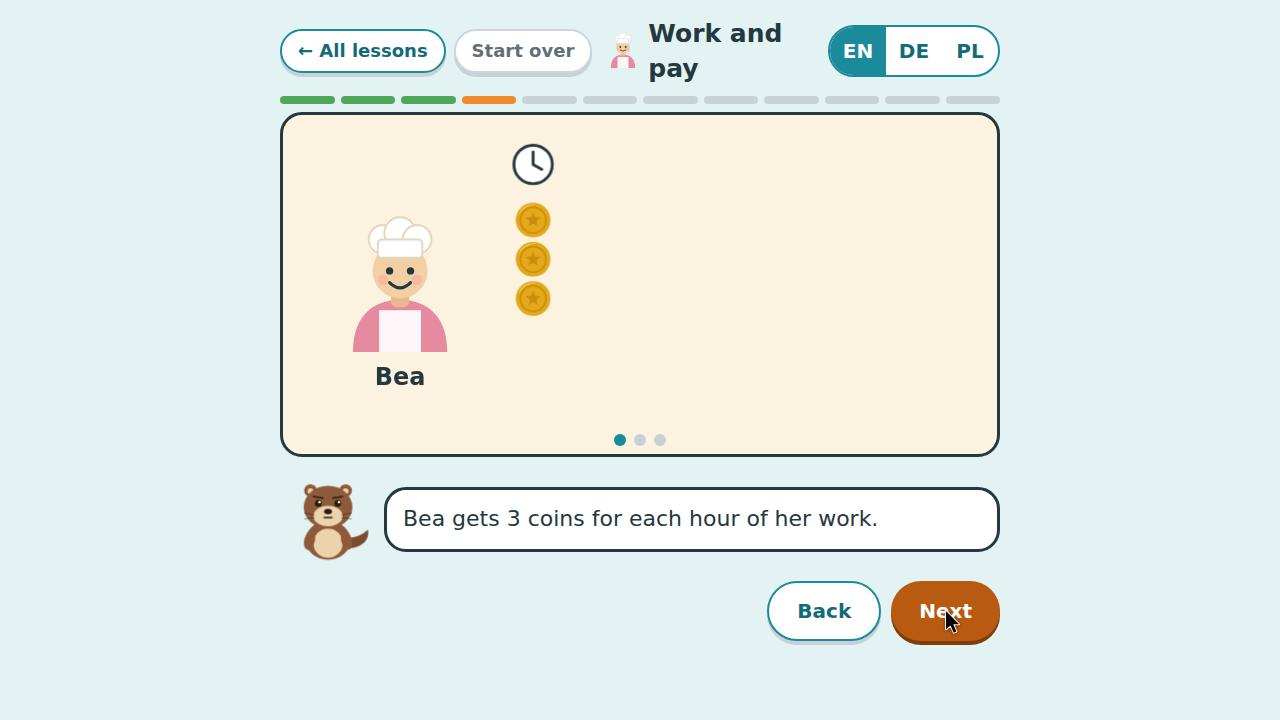 ← All lessons
Start over
Work and
pay
EN DE PL
Bea
Bea gets 3 coins for each hour of her work.
Back
Next